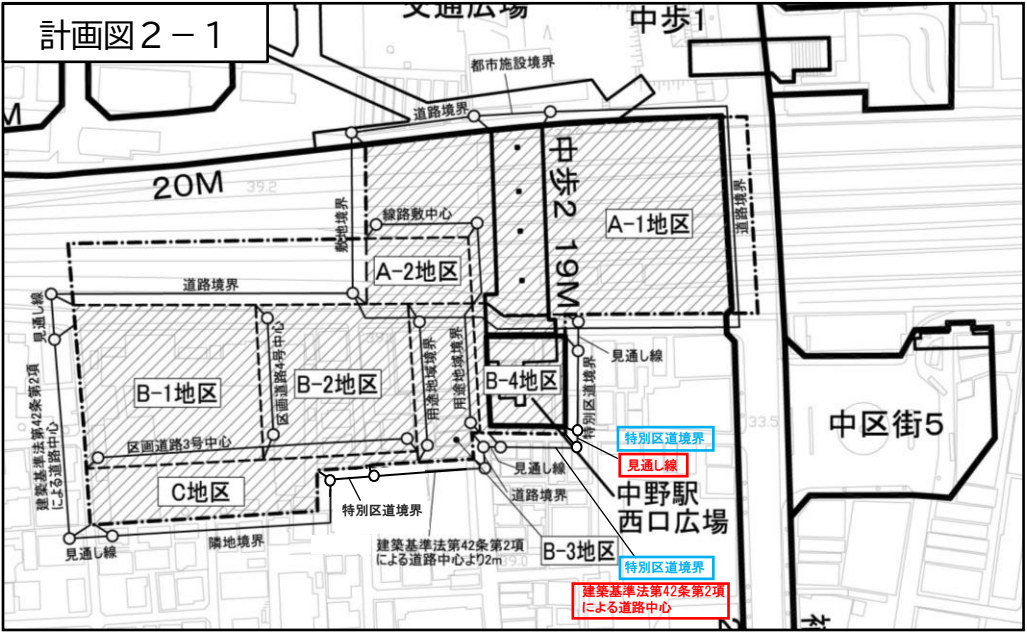 計画図２－１
交通広場
中歩1
都市施設境界
道路境界
M
20M
39.2
中歩2 19M
A-1地区
道路境界
敷地境界
線路敷中心
A-2地区
道路境界
見通し線
建築基準法第42条第2項
による道路中心
B-1地区
区画道路4号中心
B-2地区
用途地域境界
用途地域境界
B-4地区
特別区道境界
見通し線
33.5
中区街5
区画道路3号中心
C地区
特別区道境界
見通し線
見通し線
中野駅
西口広場
道路境界
特別区道境界
見通し線
隣地境界
建築基準法第42条第2項
による道路中心より2m
B-3地区
39.0
特別区道境界
建築基準法第42条第2項
による道路中心
2